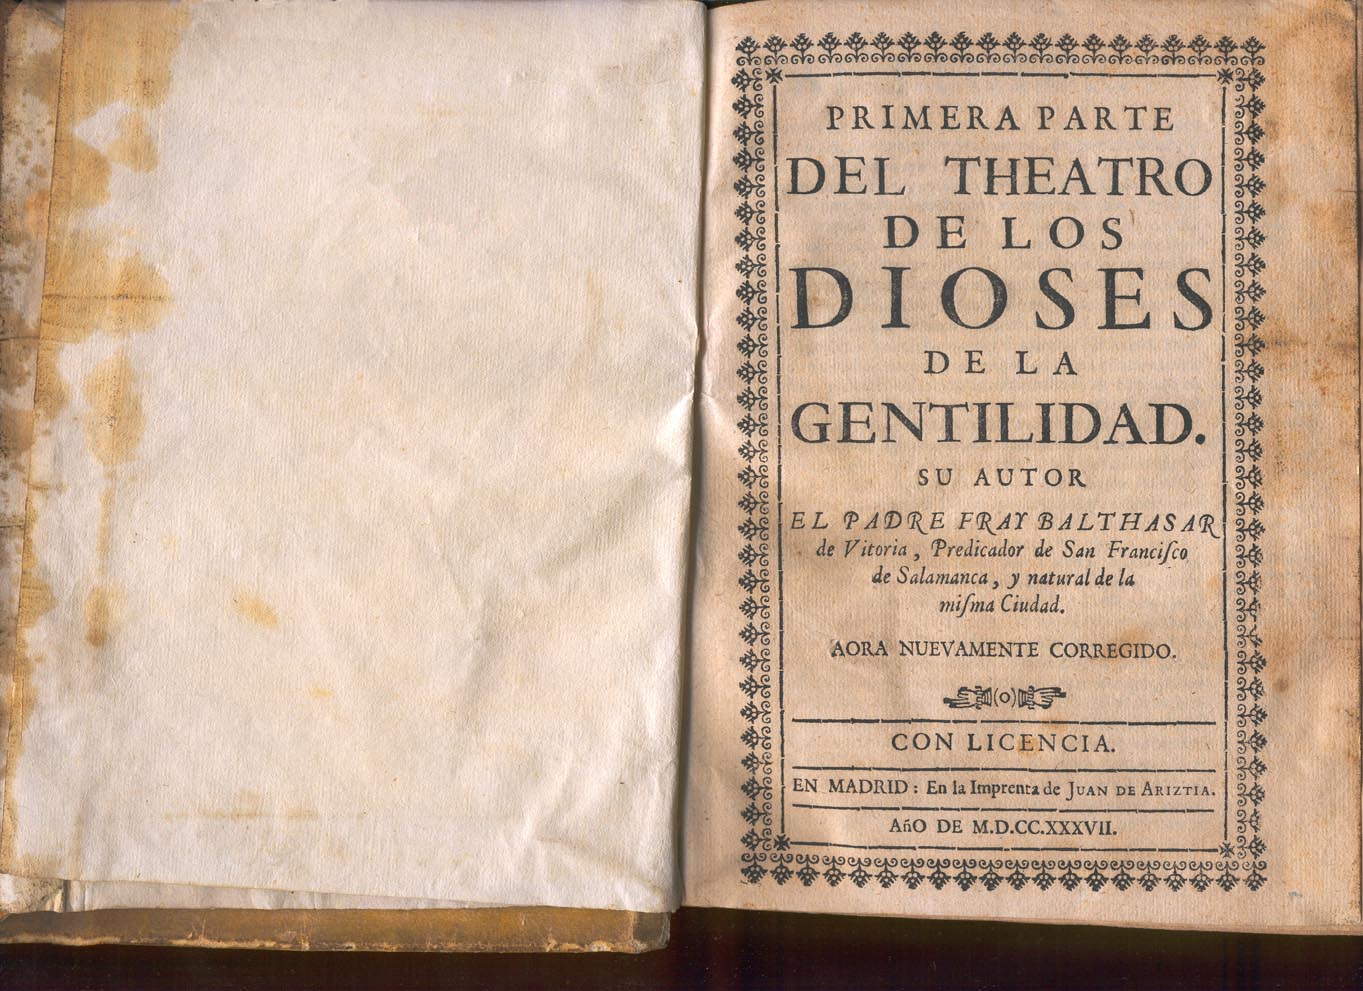 PRIMERA PARTE
DEL THEATRO
DE LOS
DIOSES
DE LA
GENTILIDAD.
SU AUTOR
EL PADRE FRAY BALTHASAR
de Vitoria, Predicador de San Franciſco
de Salamanca, y natural de la
miſma Ciudad.
AORA NUEVAMENTE CORREGIDO.
(o)
CON LICENCIA.
EN MADRID: En la Imprenta de JUAN DE ARIZTIA.
AñO DE M.D.CC.XXXVII.